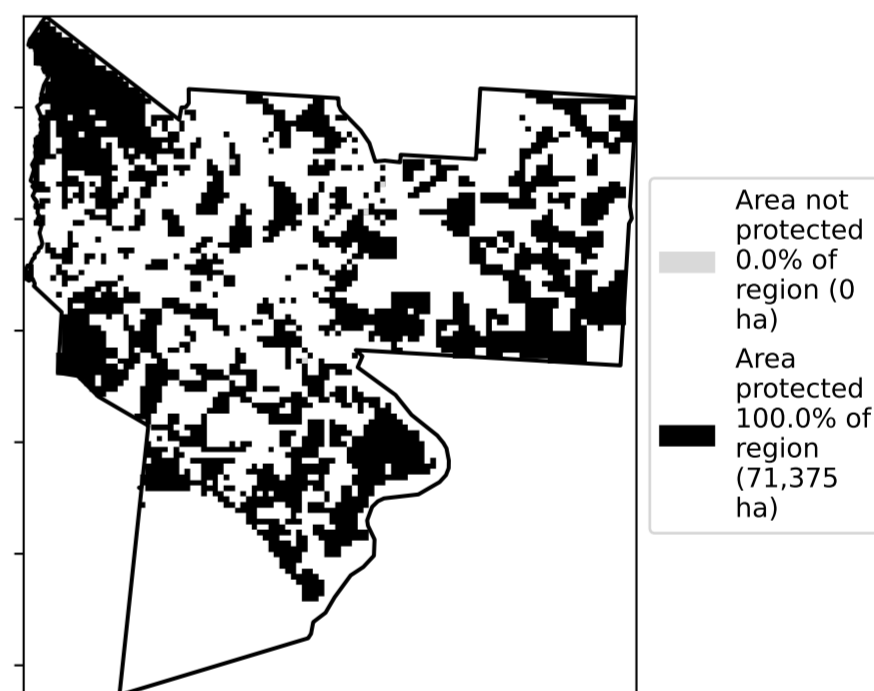 Area not
protected
0.0% of
region (0
ha)
Area
protected
100.0% of
region
(71,375
ha)